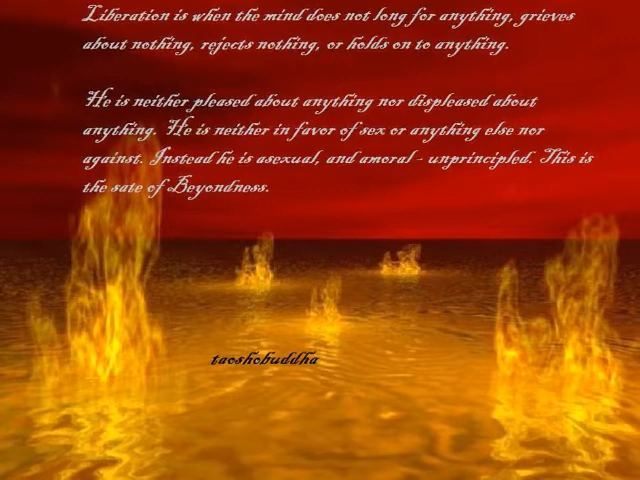 Liberation is when the mind does not long for anything, grieves
about nothing, rejects nothing, or holds on to anything.
He is neither pleased about anything nor displeased about
anything. He is neither in favor of sex or anything else nor
against. Instead he is asexual, and amoral - unprincipled. This is
the sate of Beyondness.
taoshobuddha